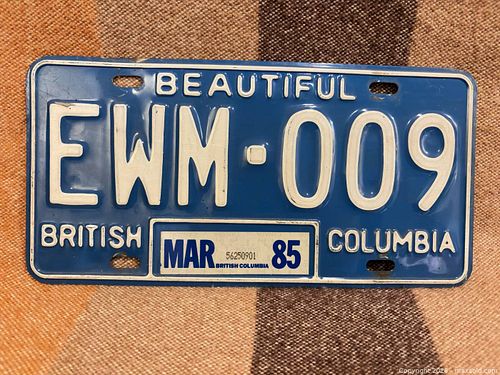 BEAUTIFUL
EWM·009
BRITISH COLUMBIA
MAR 56250901 85
BRITISH COLUMBIA